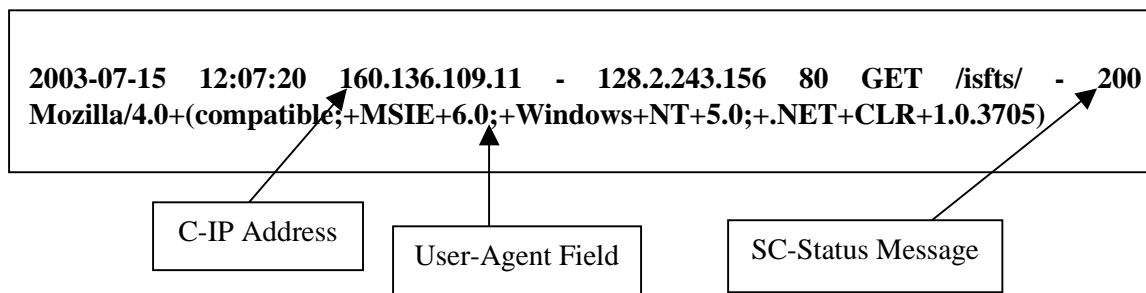 2003-07-15 12:07:20 160.136.109.11 - 128.2.243.156 80 GET /isfts/ - 200
Mozilla/4.0+(compatible;+MSIE+6.0;+Windows+NT+5.0;+.NET+CLR+1.0.3705)
C-IP Address
User-Agent Field
SC-Status Message